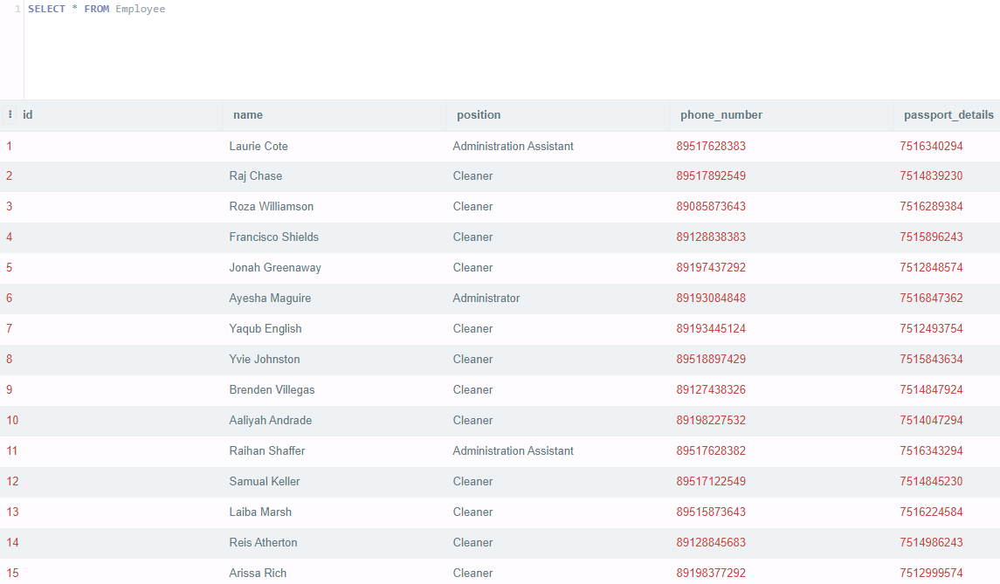 1 SELECT * FROM Employee
id name position phone_number passport_details
1 Laurie Cote Administration Assistant 89517628383 7516340294
2 Raj Chase Cleaner 89517892549 7514839230
3 Roza Williamson Cleaner 89085873643 7516289384
4 Francisco Shields Cleaner 89128838383 7515896243
5 Jonah Greenaway Cleaner 89197437292 7512848574
6 Ayesha Maguire Administrator 89193084848 7516847362
7 Yaqub English Cleaner 89193445124 7512493754
8 Yvie Johnston Cleaner 89518897429 7515843634
9 Brenden Villegas Cleaner 89127438326 7514847924
10 Aaliyah Andrade Cleaner 89198227532 7514047294
11 Raihan Shaffer Administration Assistant 89517628382 7516343294
12 Samual Keller Cleaner 89517122549 7514845230
13 Laiba Marsh Cleaner 89515873643 7516224584
14 Reis Atherton Cleaner 89128845683 7514986243
15 Arissa Rich Cleaner 89198377292 7512999574